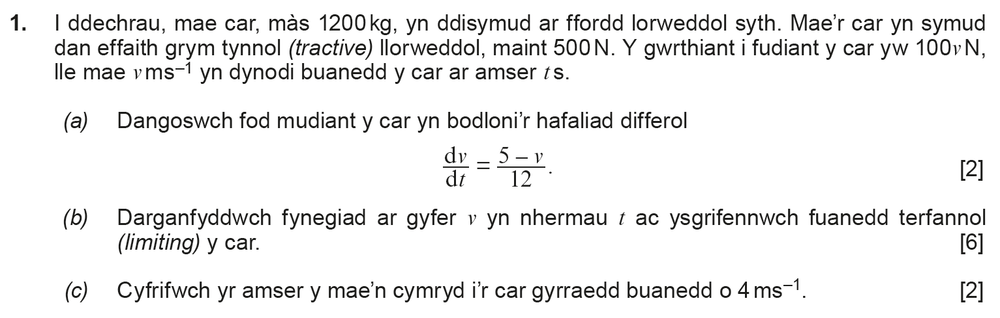 1. I ddechrau, mae car, màs 1200 kg, yn ddisymud ar ffordd lorweddol syth. Mae'r car yn symud
dan effaith grym tynnol (tractive) llorweddol, maint 500 N. Y gwrthiant i fudiant y car yw 100v N,
lle mae v ms⁻¹ yn dynodi buanedd y car ar amser t s.
(a) Dangoswch fod mudiant y car yn bodloni'r hafaliad differol
dv/dt = (5 – v)/12. [2]
(b) Darganfyddwch fynegiad ar gyfer v yn nhermau t ac ysgrifennwch fuanedd terfannol
(limiting) y car. [6]
(c) Cyfrifwch yr amser y mae'n cymryd i'r car gyrraedd buanedd o 4 ms⁻¹. [2]